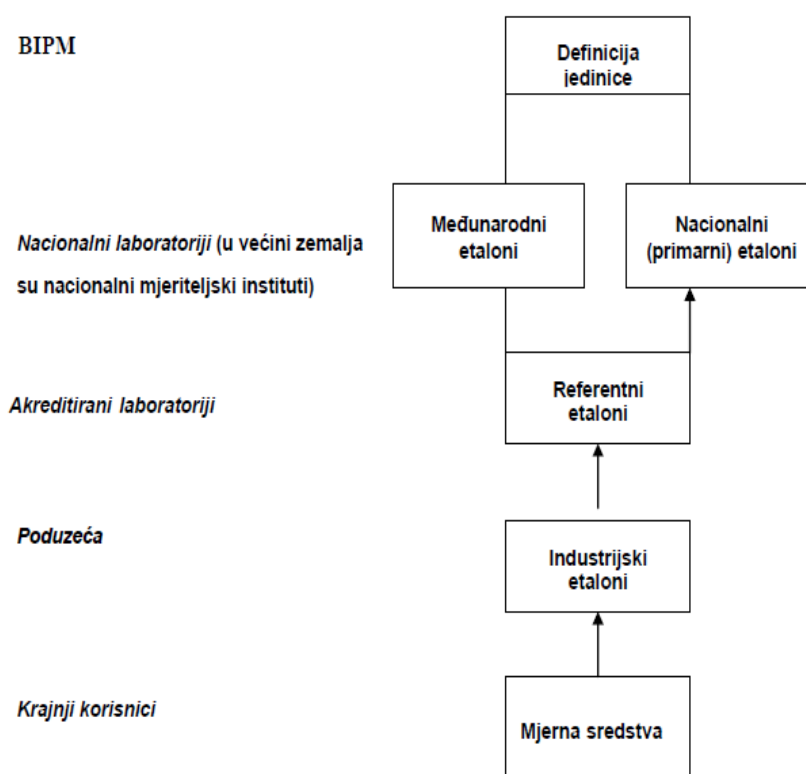 BIPM
Definicija
jedinice
Nacionalni laboratoriji (u većini zemalja
su nacionalni mjeriteljski instituti)
Međunarodni
etaloni
Nacionalni
(primarni) etaloni
Akreditirani laboratoriji
Referentni
etaloni
Poduzeća
Industrijski
etaloni
Krajnji korisnici
Mjerna sredstva